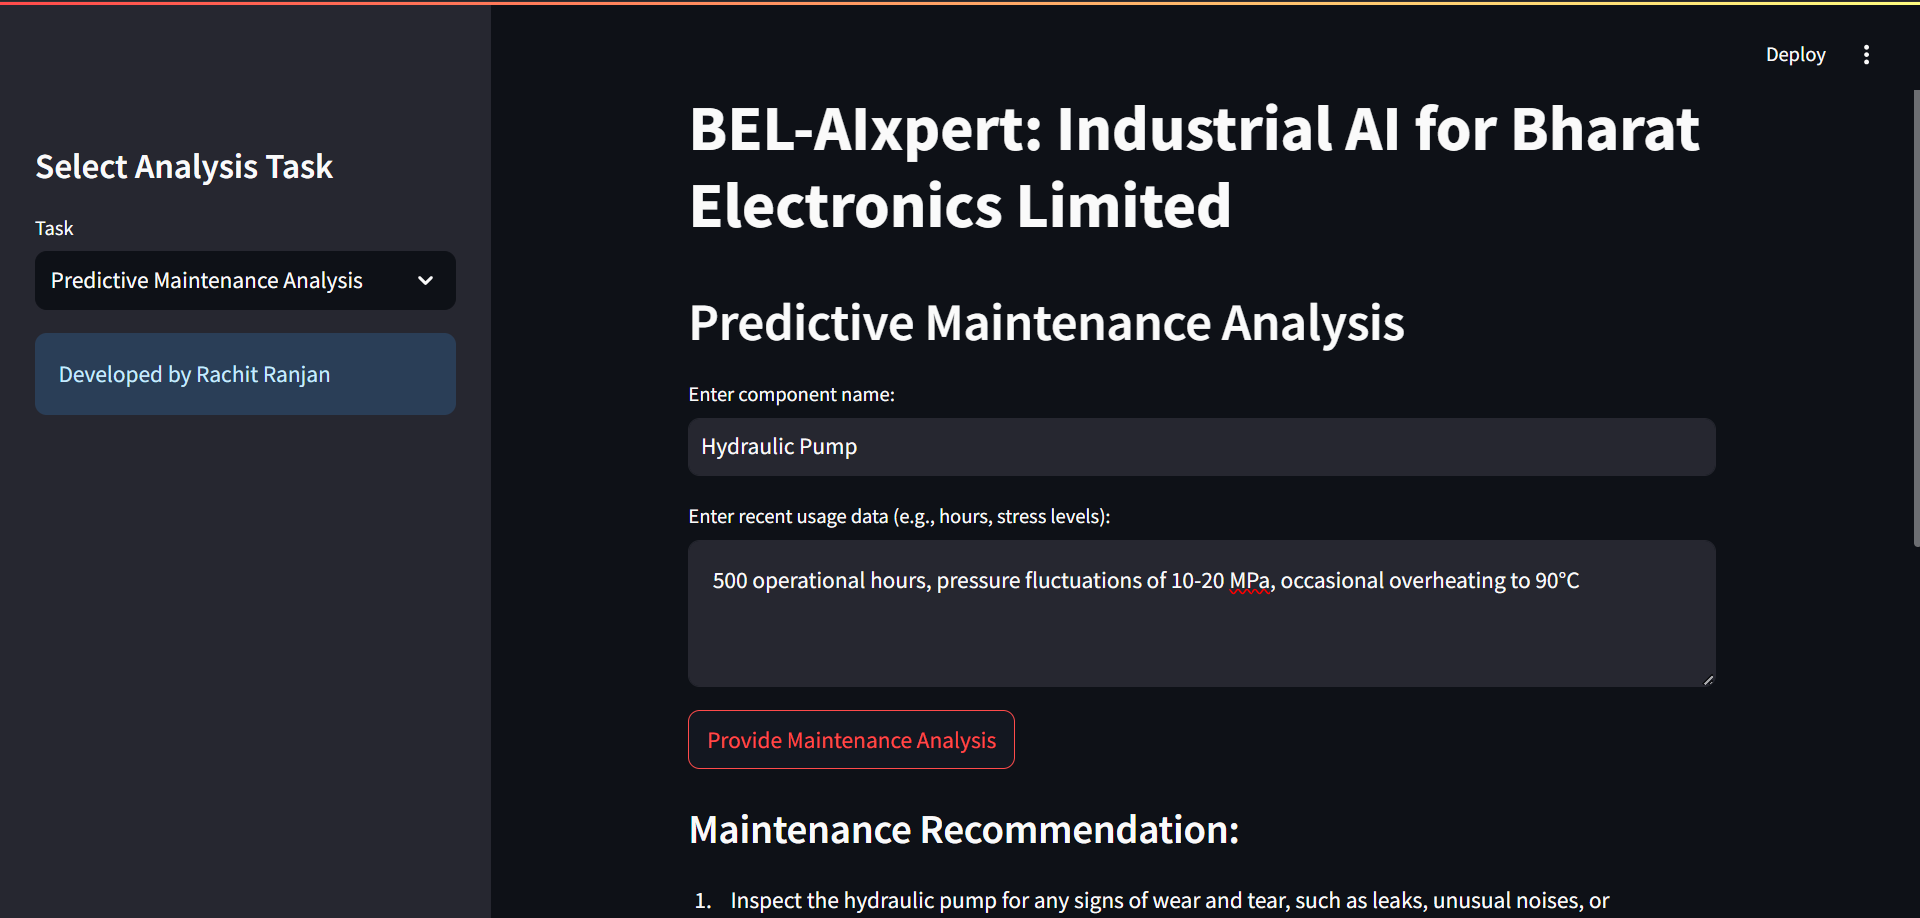 Deploy
Select Analysis Task
Task
Predictive Maintenance Analysis
Developed by Rachit Ranjan
BEL-AIxpert: Industrial AI for Bharat
Electronics Limited
Predictive Maintenance Analysis
Enter component name:
Hydraulic Pump
Enter recent usage data (e.g., hours, stress levels):
500 operational hours, pressure fluctuations of 10-20 MPa, occasional overheating to 90°C
Provide Maintenance Analysis
Maintenance Recommendation:
1. Inspect the hydraulic pump for any signs of wear and tear, such as leaks, unusual noises, or